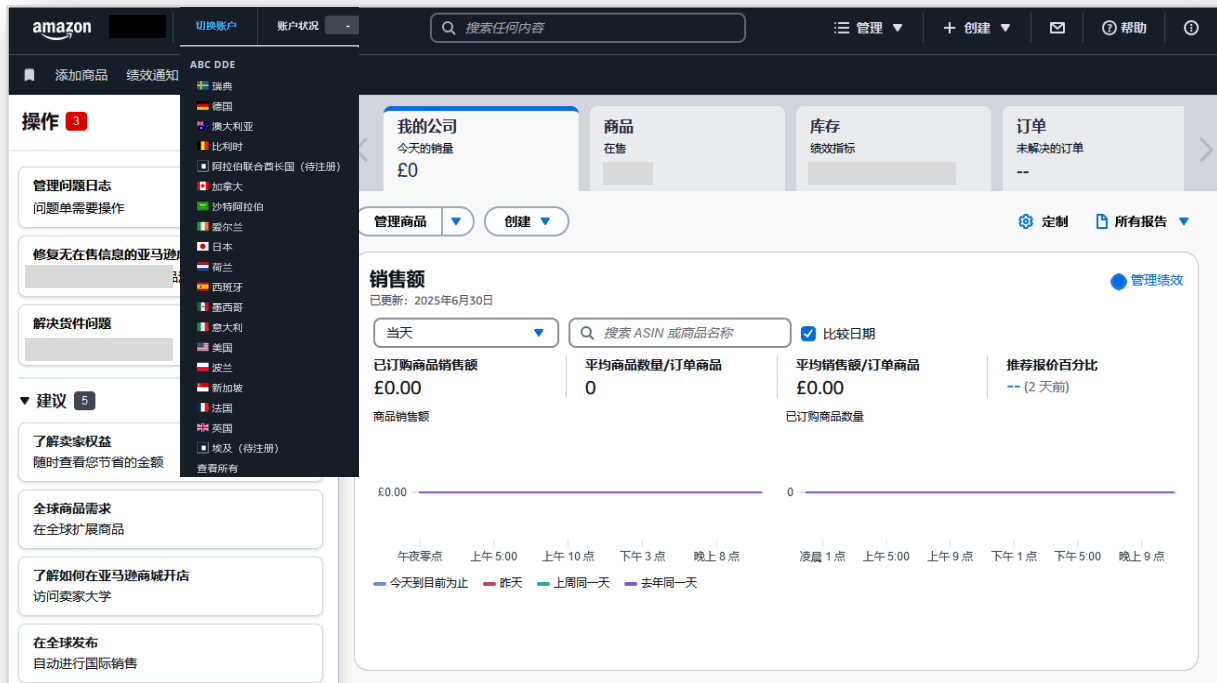 amazon
切换账户
账户状况 -
搜索任何内容
管理
创建
帮助
添加商品 绩效通知
ABC DDE
瑞典
德国
澳大利亚
比利时
阿拉伯联合酋长国（待注册）
加拿大
沙特阿拉伯
爱尔兰
日本
荷兰
西班牙
墨西哥
意大利
美国
波兰
新加坡
法国
英国
埃及（待注册）
查看所有
操作 3
管理问题日志
问题单需要操作
修复无在售信息的亚马逊
解决货件问题
建议 5
了解卖家权益
随时查看您节省的金额
全球商品需求
在全球扩展商品
了解如何在亚马逊商城开店
访问卖家大学
在全球发布
自动进行国际销售
我的公司
今天的销量
£0
商品
在售
库存
绩效指标
订单
未解决的订单
--
管理商品
创建
定制
所有报告
销售额
已更新：2025年6月30日
管理绩效
当天
搜索 ASIN 或商品名称
比较日期
已订购商品销售额
£0.00
平均商品数量/订单商品
0
平均销售额/订单商品
£0.00
推荐报价百分比
-- (2 天前)
商品销售额
£0.00
午夜零点 上午 5:00 上午 10 点 下午 3 点 晚上 8 点
今天到目前为止 昨天 上周同一天 去年同一天
已订购商品数量
0
凌晨 1 点 上午 5:00 上午 9 点 下午 1 点 下午 5:00 晚上 9 点